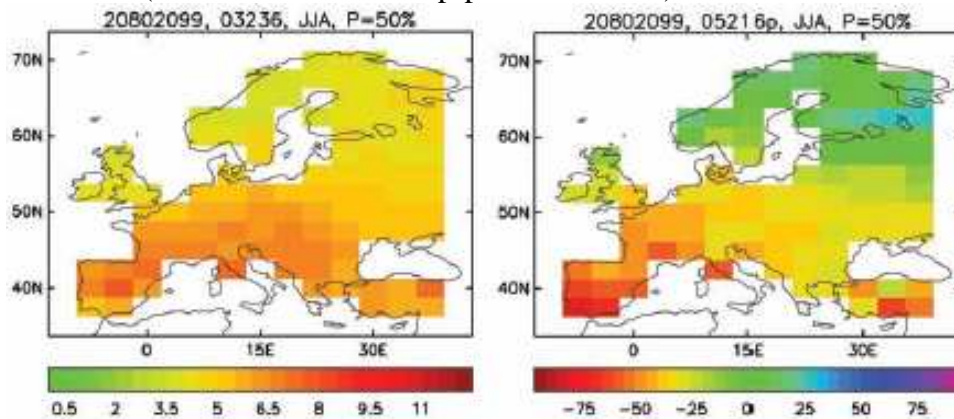 20802099, 03236, JJA, P=50%
20802099, 05216p, JJA, P=50%
70N
60N
50N
40N
0 15E 30E
0.5 2 3.5 5 6.5 8 9.5 11
70N
60N
50N
40N
0 15E 30E
-75 -50 -25 0 25 50 75